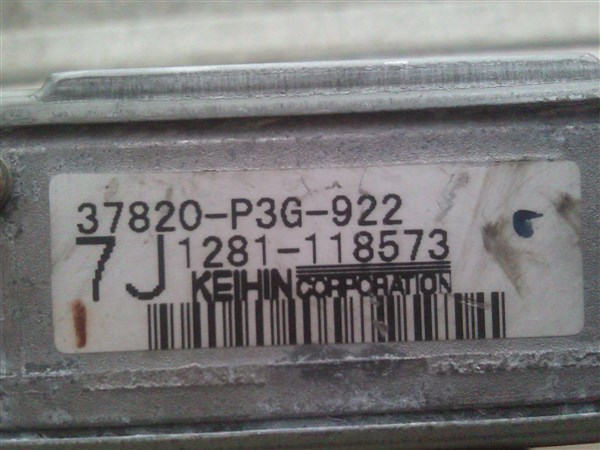 37820-P3G-922
7J 1281-118573
KEIHIN CORPORATION